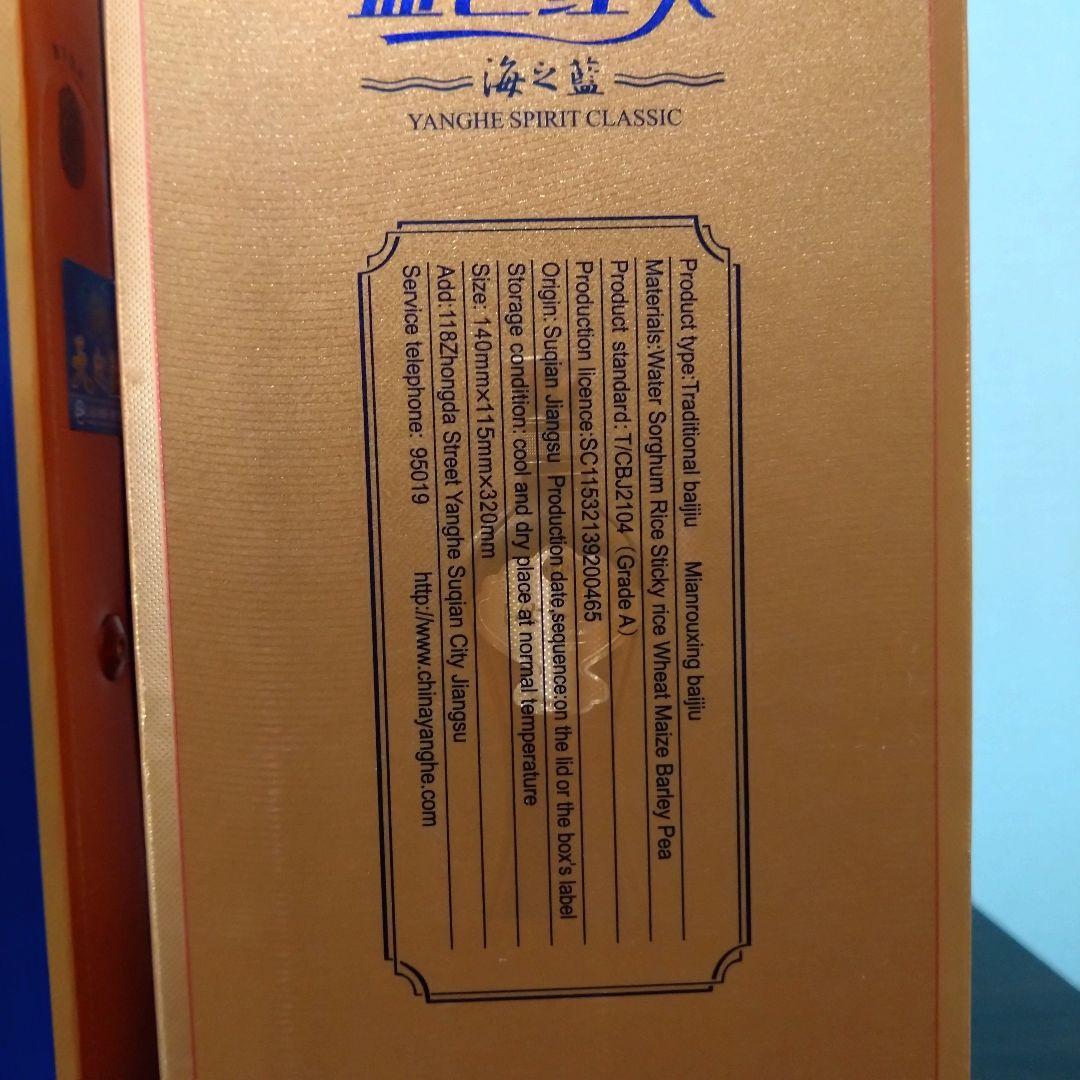 海之蓝
YANGHE SPIRIT CLASSIC
Product type:Traditional baijiu Mianrouxing baijiu
Materials:Water Sorghum Rice Sticky rice Wheat Maize Barley Pea
Product standard: T/CBJ2104 (Grade A)
Production licence:SC11532139200465
Origin: Suqian Jiangsu Production date,sequence:on the lid or the box's label
Storage condition: cool and dry place at normal temperature
Size: 140mmx115mmx320mm
Add:118Zhongda Street Yanghe Suqian City Jiangsu
Service telephone: 95019 http://www.chinayanghe.com